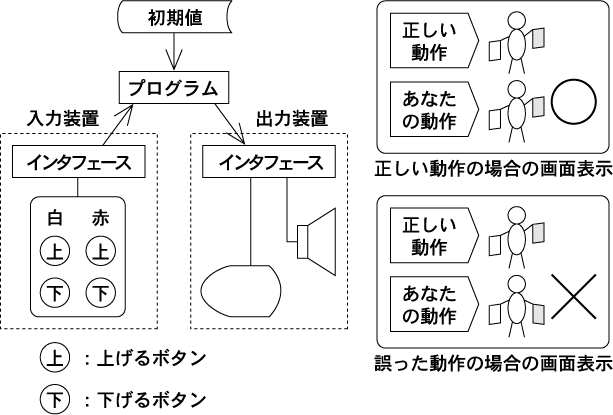 初期値
プログラム
入力装置
出力装置
インタフェース
インタフェース
白 赤
上 上
下 下
上 : 上げるボタン
下 : 下げるボタン
正しい
動作
あなた
の動作
正しい動作の場合の画面表示
正しい
動作
あなた
の動作
誤った動作の場合の画面表示